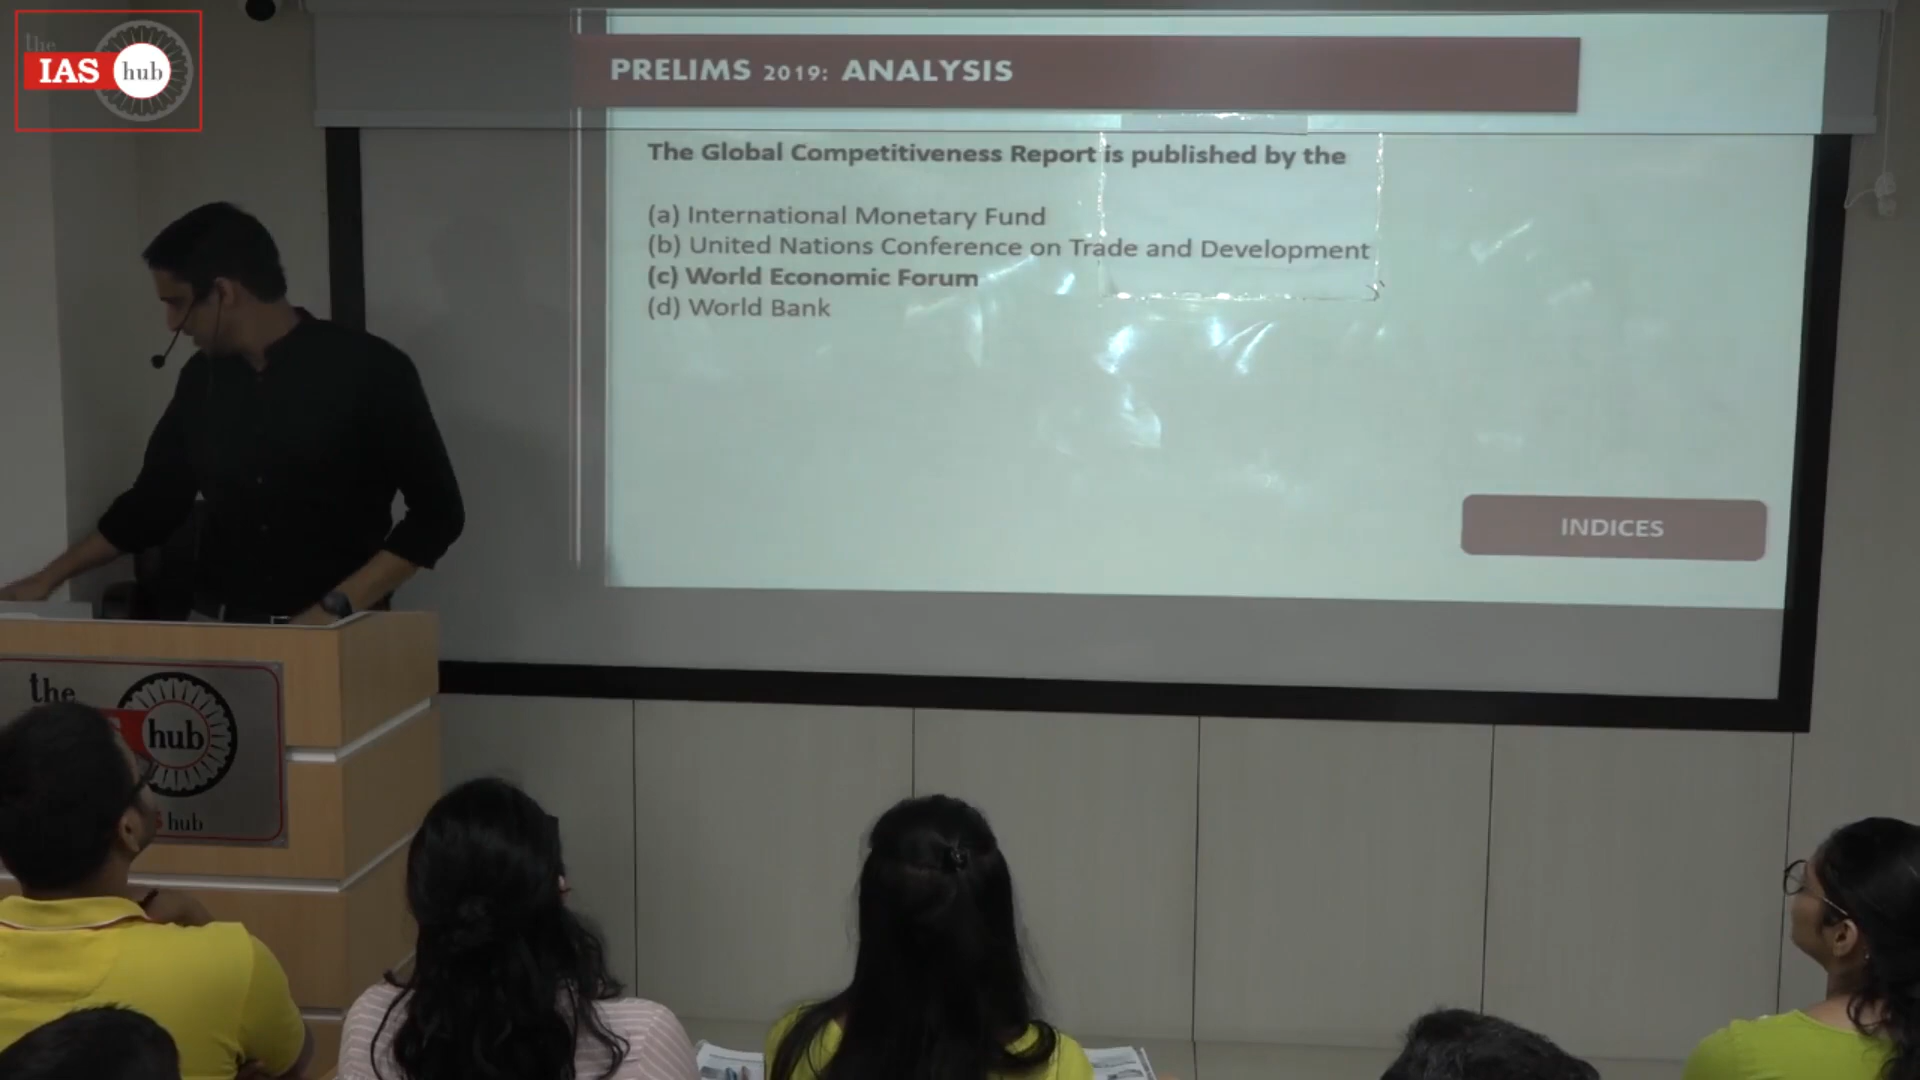 the
IAS hub
PRELIMS 2019: ANALYSIS
The Global Competitiveness Report is published by the
(a) International Monetary Fund
(b) United Nations Conference on Trade and Development
(c) World Economic Forum
(d) World Bank
INDICES
the
hub
hub